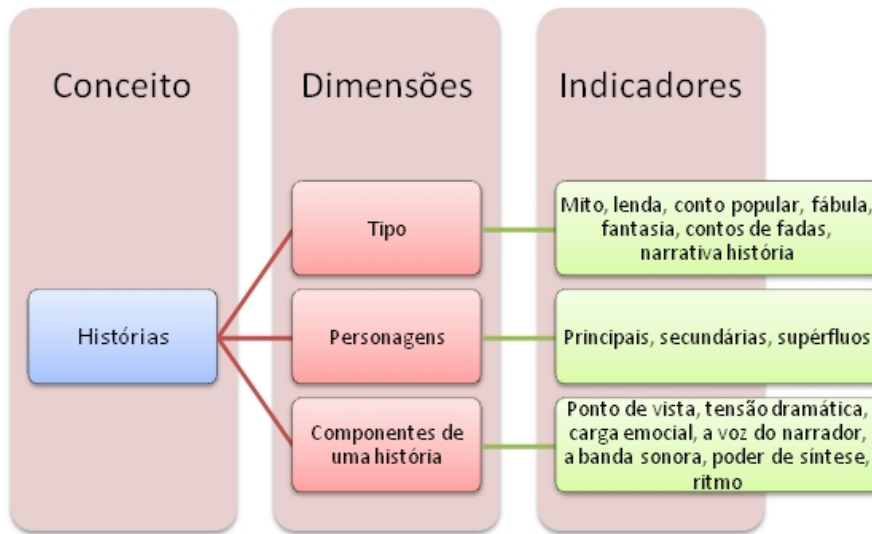 Conceito
Dimensões
Indicadores
Histórias
Tipo
Mito, lenda, conto popular, fábula,
fantasia, contos de fadas,
narrativa história
Personagens
Principais, secundárias, supérfluos
Componentes de
uma história
Ponto de vista, tensão dramática,
carga emocial, a voz do narrador,
a banda sonora, poder de síntese,
ritmo